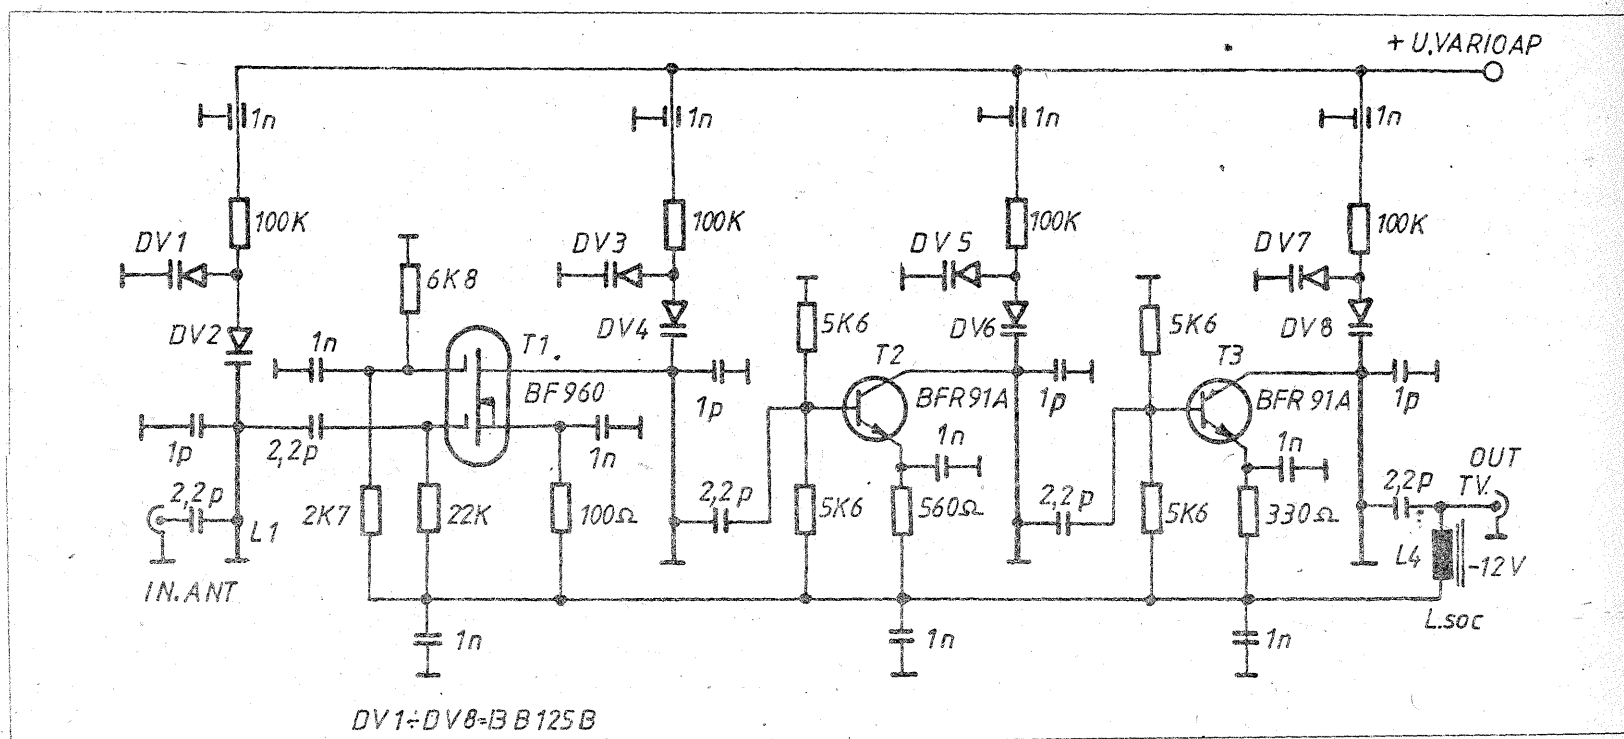 + U.VARIOAP
1n
1n
1n
1n
100K
100K
100K
100K
DV1
DV3
DV5
DV7
6K8
DV2
DV4
DV6
DV8
1n
T1.
5K6
T2
5K6
T3
BF960
1p
BFR91A
1p
BFR91A
1p
1p
2,2p
1n
1n
1n
2,2p
L1
2K7
22K
100Ω
2,2p
5K6
560Ω
2,2p
5K6
330Ω
2,2p
OUT
TV.
L4
-12V
IN.ANT
L.soc
1n
1n
1n
DV1÷DV8=BB125B